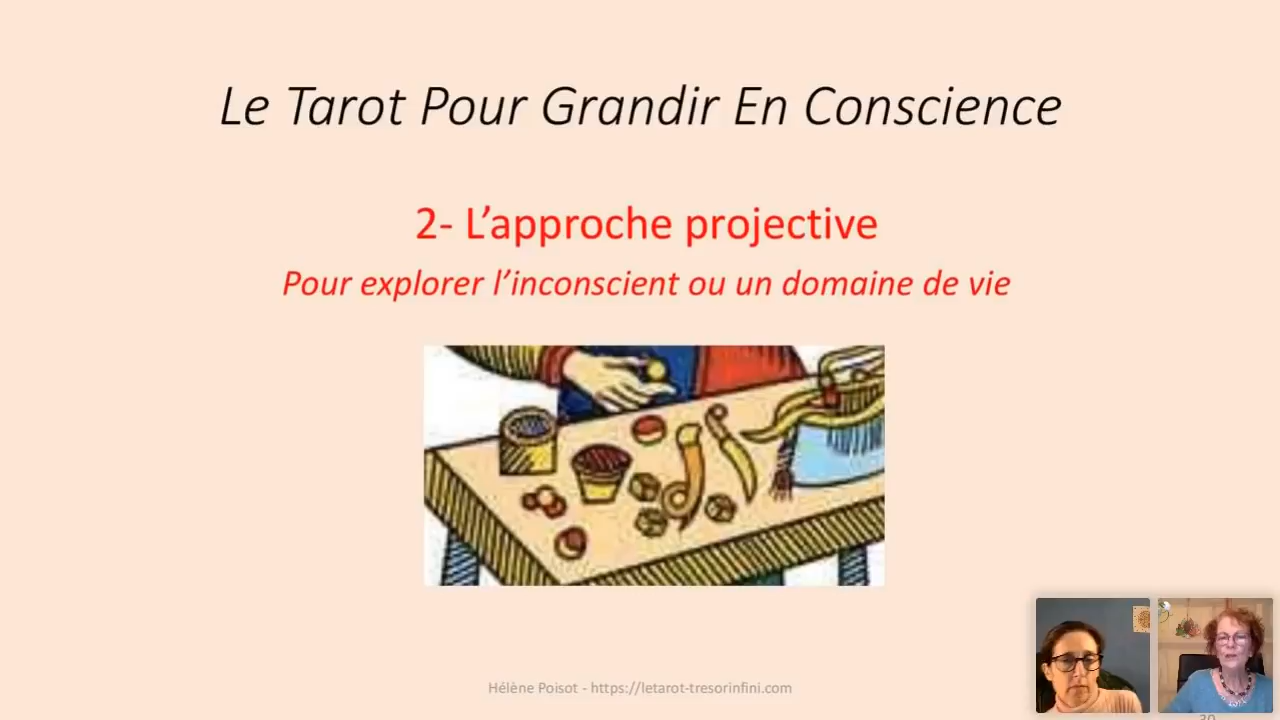 Le Tarot Pour Grandir En Conscience
2- L’approche projective
Pour explorer l’inconscient ou un domaine de vie
Hélène Poisot - https://letarot-tresorinfini.com
30